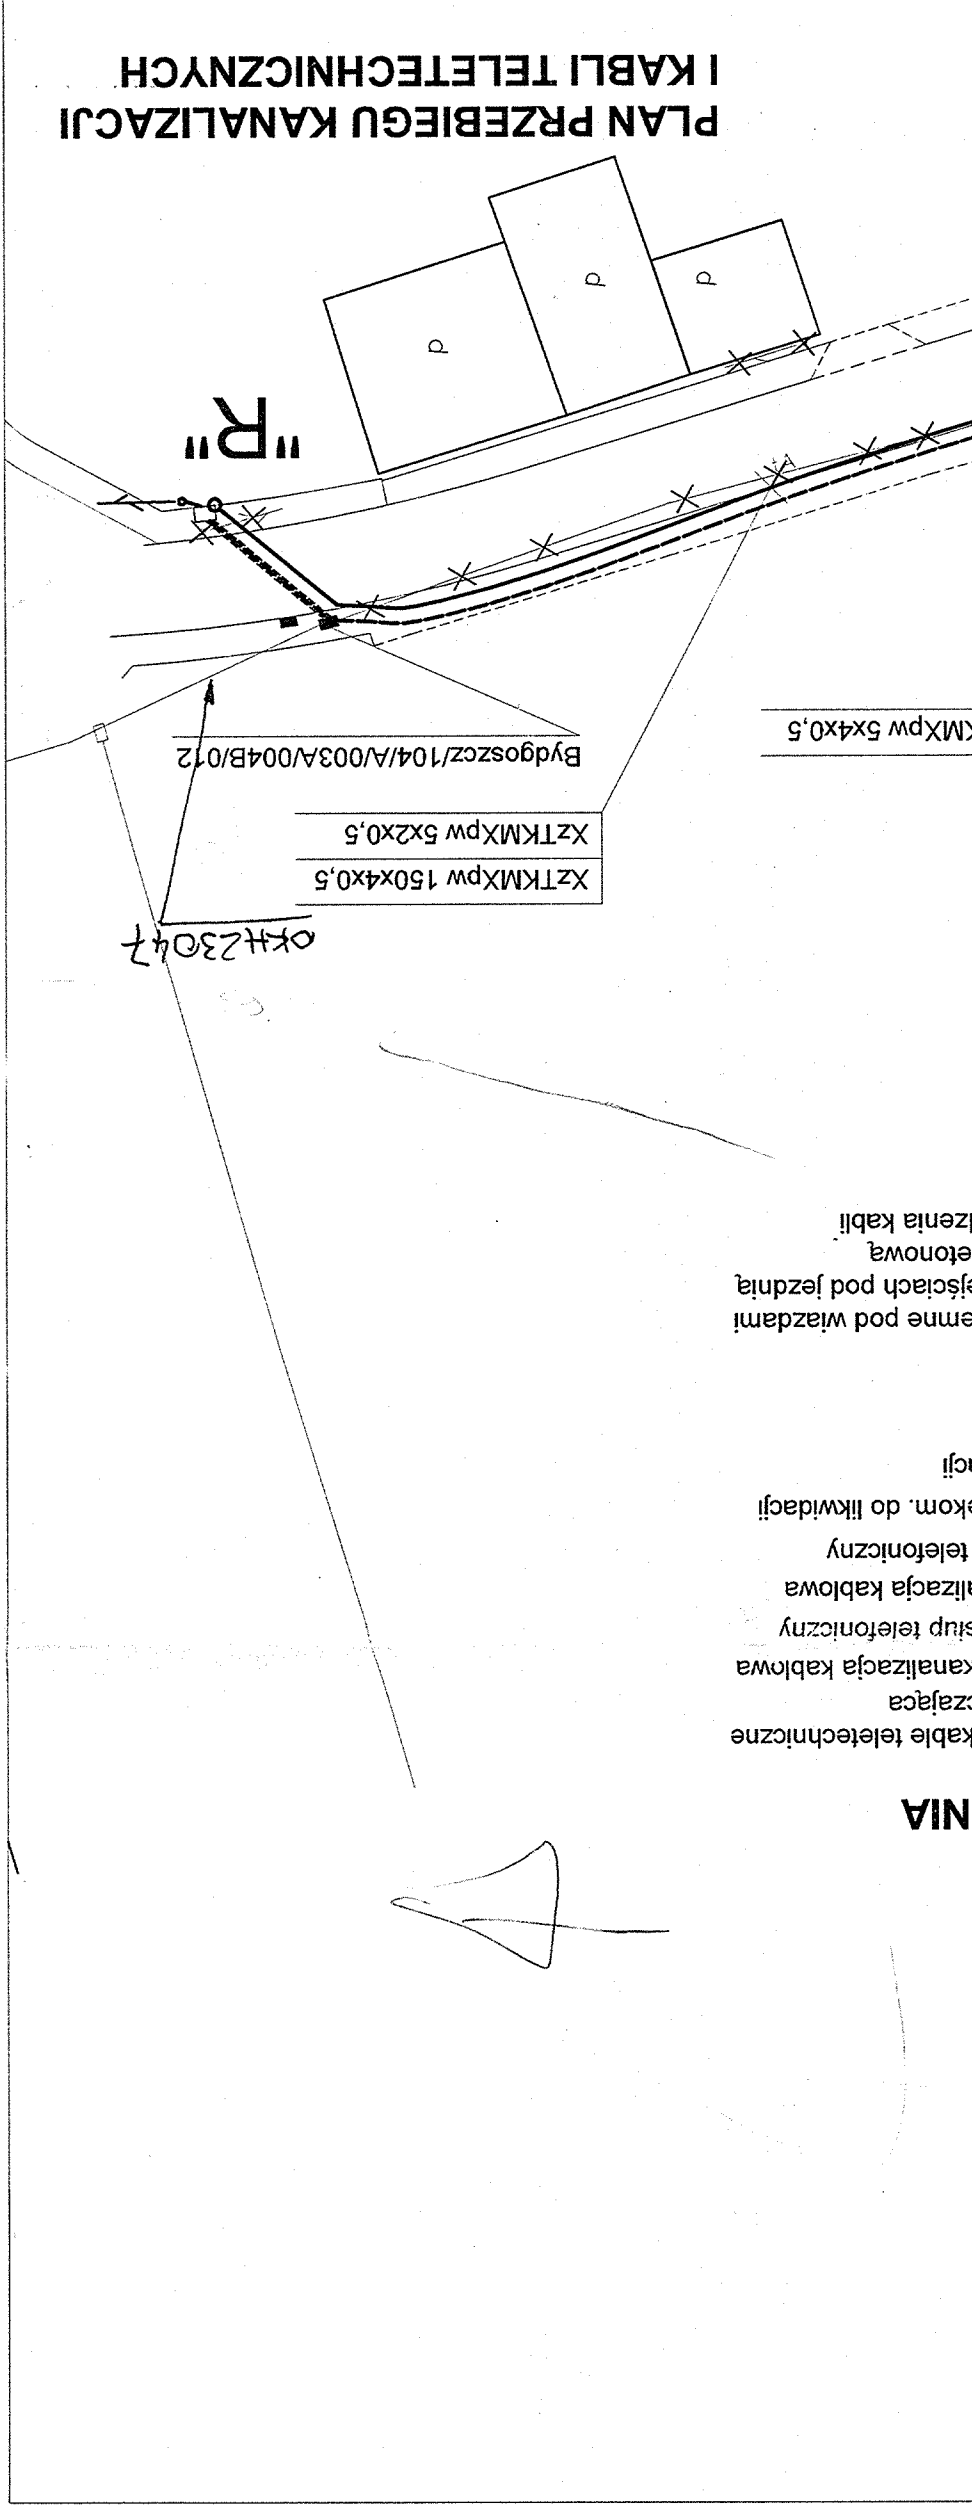 NIA
kable teletechniczne
czająca
kanalizacja kablowa
słup telefoniczny
alizacja kablowa
telefoniczny
ekom. do likwidacji
cji
emne pod wiazdami
ejściach pod jezdnią
etonową
dzenia kabli
OKH23047
XzTKMXpw 150x4x0,5
XzTKMXpw 5x2x0,5
Bydgoszcz/104/A/003A/004B/012
KMXpw 5x4x0,5
"R"
p
p
p
PLAN PRZEBIEGU KANALIZACJI
I KABLI TELETECHNICZNYCH